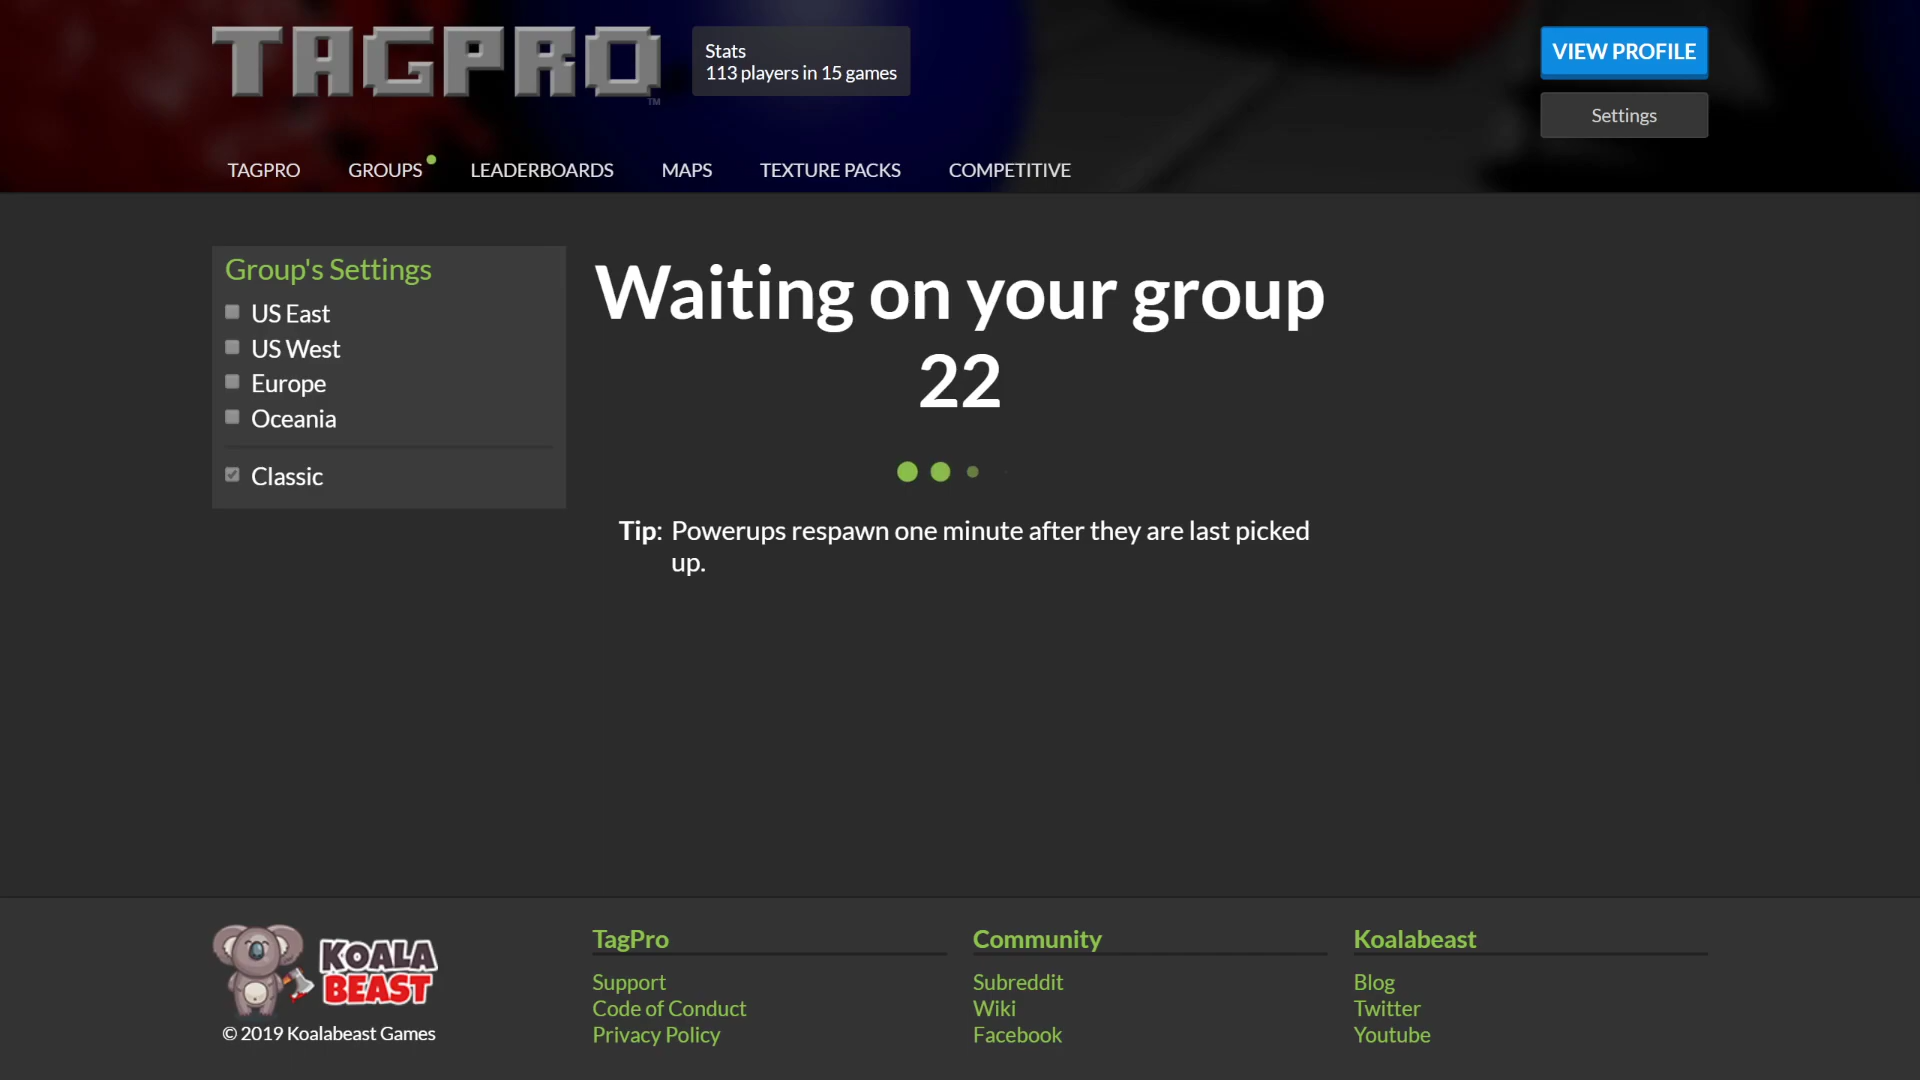 TAGPRO
TM
Stats
113 players in 15 games
VIEW PROFILE
Settings
TAGPRO
GROUPS
LEADERBOARDS
MAPS
TEXTURE PACKS
COMPETITIVE
Group's Settings
US East
US West
Europe
Oceania
Classic
Waiting on your group
22
Tip: Powerups respawn one minute after they are last picked
up.
KOALA
BEAST
© 2019 Koalabeast Games
TagPro
Support
Code of Conduct
Privacy Policy
Community
Subreddit
Wiki
Facebook
Koalabeast
Blog
Twitter
Youtube